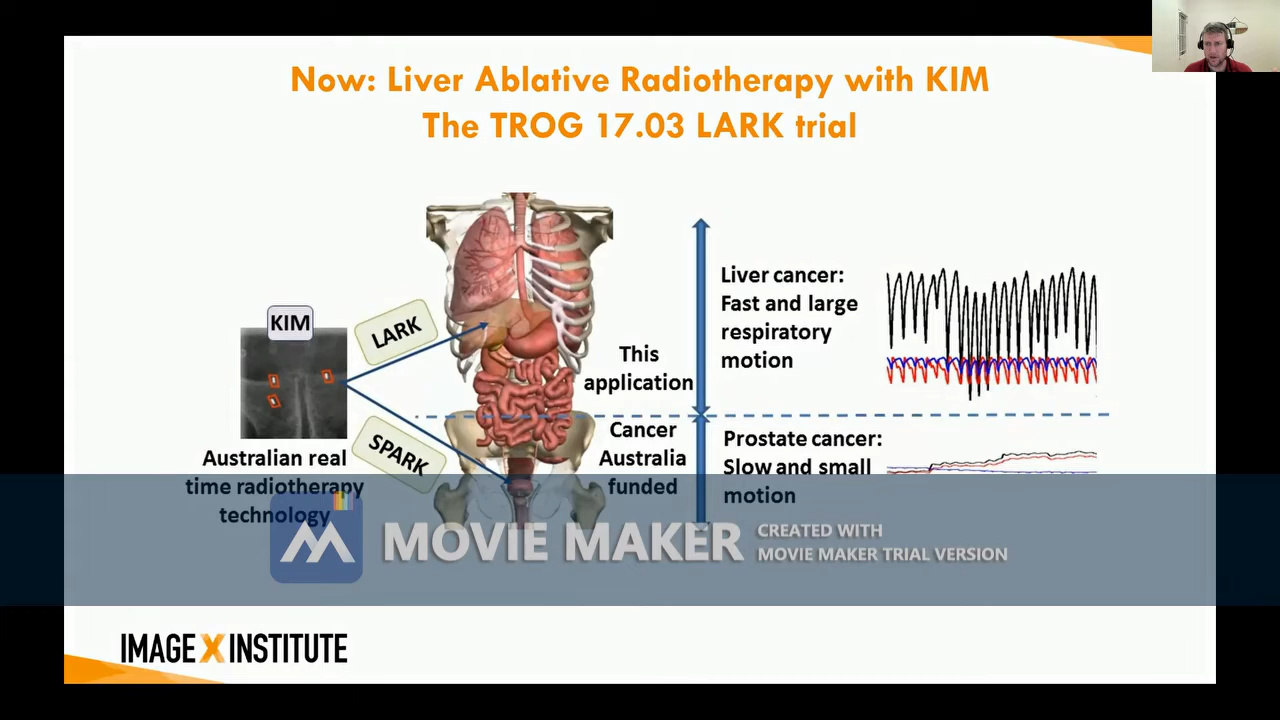 Now: Liver Ablative Radiotherapy with KIM
The TROG 17.03 LARK trial
KIM
LARK
SPARK
Australian real
time radiotherapy
technology
This
application
Cancer
Australia
funded
Liver cancer:
Fast and large
respiratory
motion
Prostate cancer:
Slow and small
motion
MOVIE MAKER
CREATED WITH
MOVIE MAKER TRIAL VERSION
IMAGE X INSTITUTE